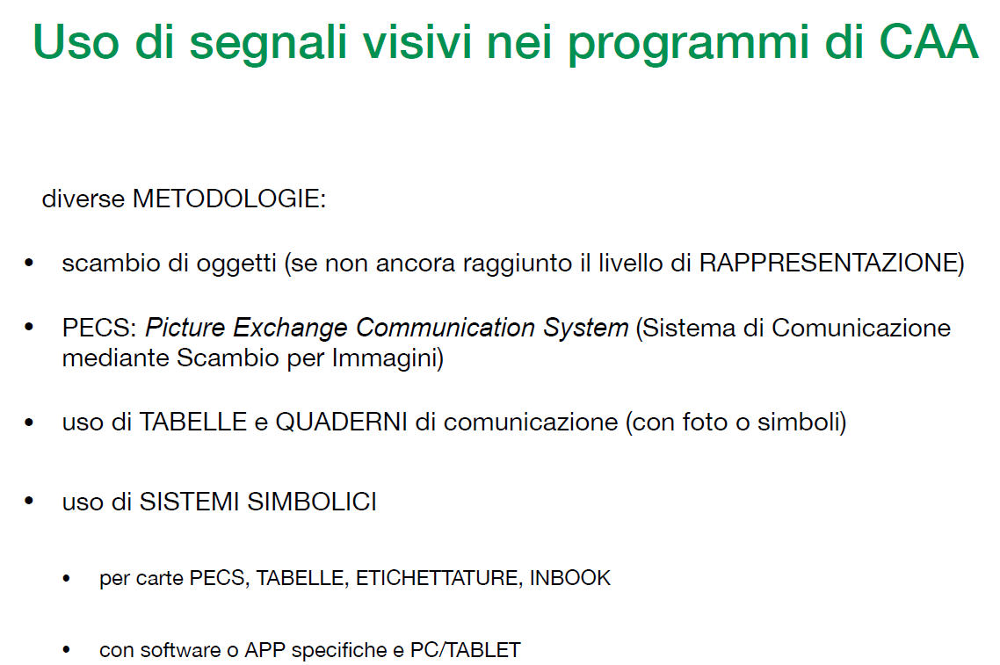 Uso di segnali visivi nei programmi di CAA
diverse METODOLOGIE:
• scambio di oggetti (se non ancora raggiunto il livello di RAPPRESENTAZIONE)
• PECS: Picture Exchange Communication System (Sistema di Comunicazione
mediante Scambio per Immagini)
• uso di TABELLE e QUADERNI di comunicazione (con foto o simboli)
• uso di SISTEMI SIMBOLICI
• per carte PECS, TABELLE, ETICHETTATURE, INBOOK
• con software o APP specifiche e PC/TABLET